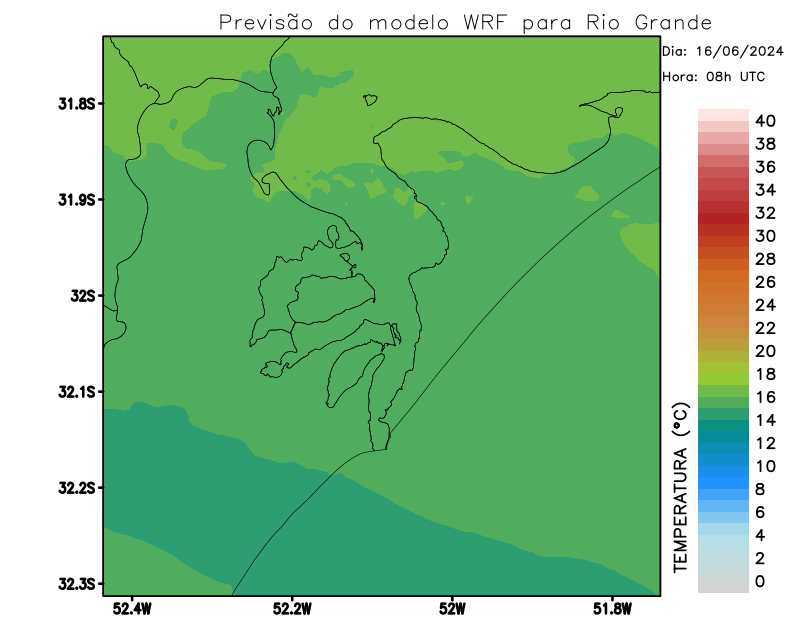 Previsão do modelo WRF para Rio Grande
Dia: 16/06/2024
Hora: 08h UTC
31.8S
31.9S
32S
32.1S
32.2S
32.3S
52.4W
52.2W
52W
51.8W
TEMPERATURA (°C)
40
38
36
34
32
30
28
26
24
22
20
18
16
14
12
10
8
6
4
2
0